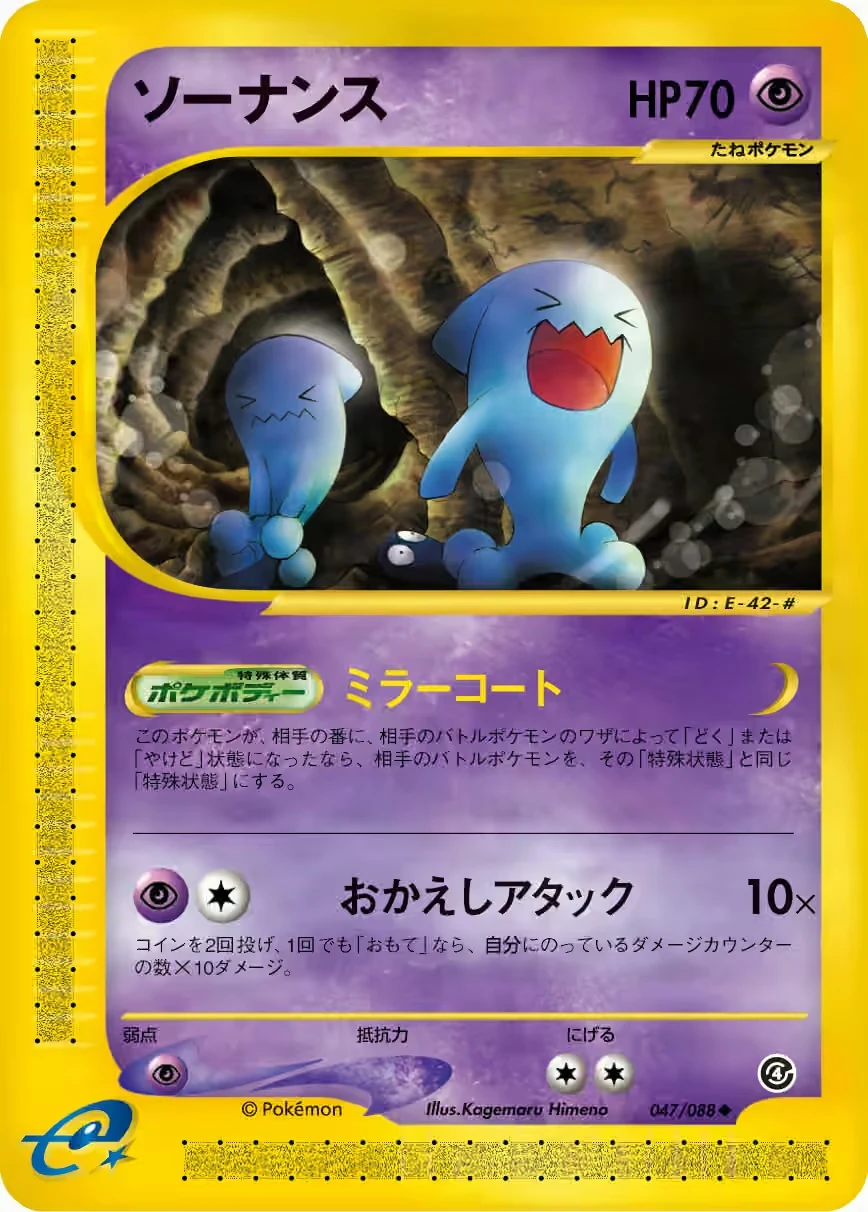 ソーナンス
HP70
たねポケモン
ID : E-42-#
特殊体質
ポケボディー
ミラーコート
このポケモンが、相手の番に、相手のバトルポケモンのワザによって「どく」または
「やけど」状態になったなら、相手のバトルポケモンを、その「特殊状態」と同じ
「特殊状態」にする。
おかえしアタック
10×
コインを2回投げ、1回でも「おもて」なら、自分にのっているダメージカウンター
の数×10ダメージ。
弱点
抵抗力
にげる
4
© Pokémon
Illus.Kagemaru Himeno
047/088◆
e